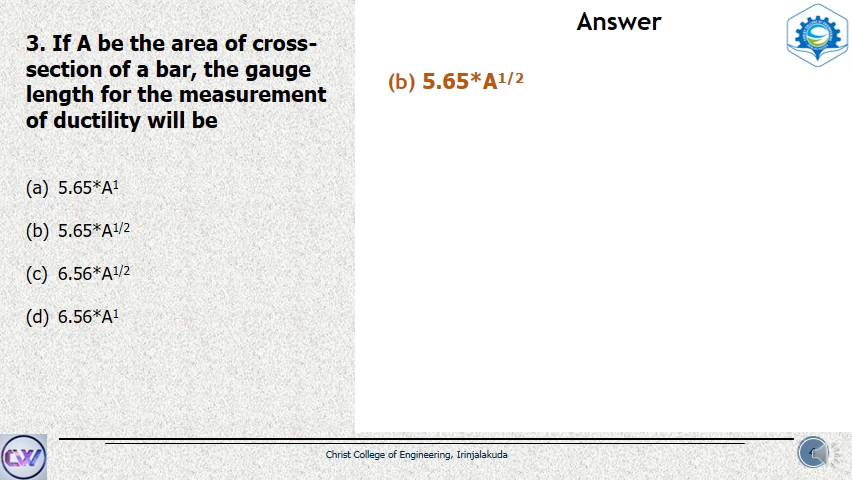 Answer
3. If A be the area of cross-
section of a bar, the gauge
length for the measurement
of ductility will be
(a) 5.65*A¹
(b) 5.65*A¹/²
(c) 6.56*A¹/²
(d) 6.56*A¹
(b) 5.65*A¹/²
CW
Christ College of Engineering, Irinjalakuda